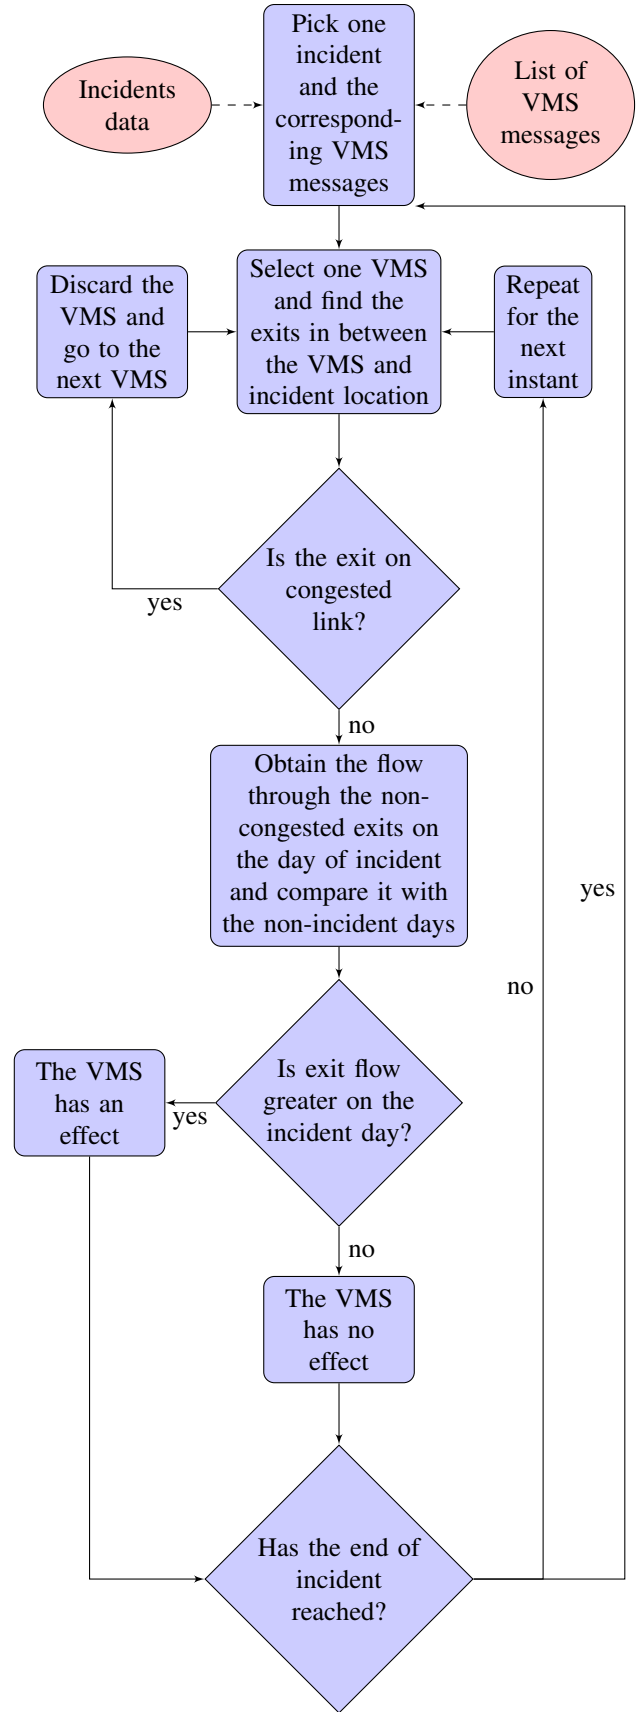 Pick one
incident
and the
correspond-
ing VMS
messages
Incidents
data
List of
VMS
messages
Select one VMS
and find the
exits in between
the VMS and
incident location
Discard the
VMS and
go to the
next VMS
Repeat
for the
next
instant
Is the exit on
congested
link?
yes
no
Obtain the flow
through the non-
congested exits on
the day of incident
and compare it with
the non-incident days
yes
no
Is exit flow
greater on the
incident day?
The VMS
has an
effect
yes
no
The VMS
has no
effect
Has the end of
incident
reached?